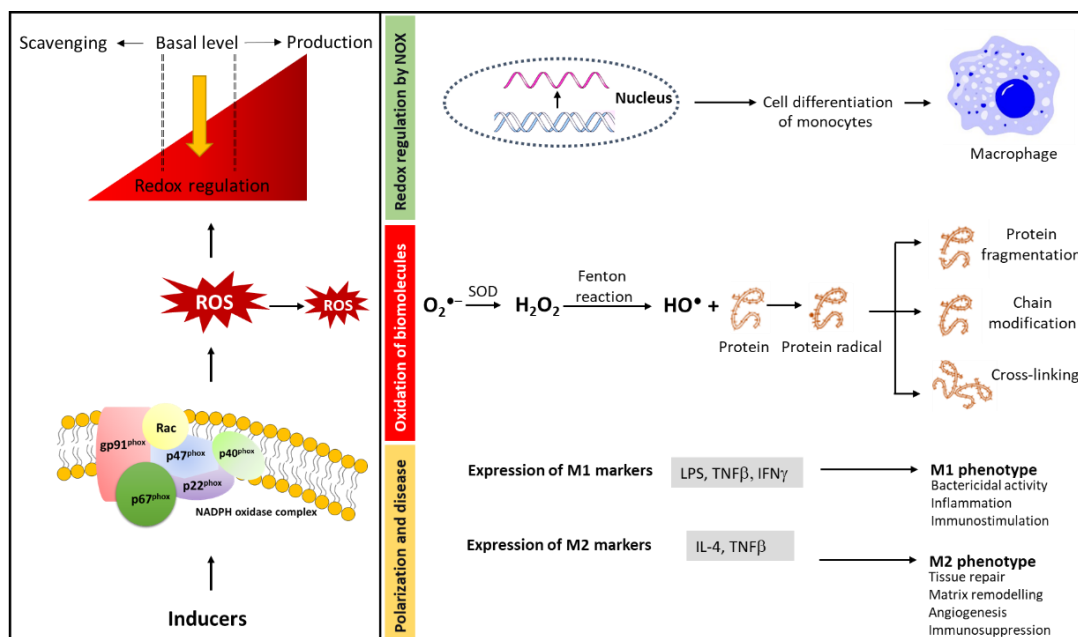 Scavenging
Basal level
Production
Redox regulation
ROS
ROS
gp91phox
Rac
p47phox
p40phox
p22phox
p67phox
NADPH oxidase complex
Inducers
Redox regulation by NOX
Nucleus
Cell differentiation
of monocytes
Macrophage
Oxidation of biomolecules
O2•−
SOD
H2O2
Fenton
reaction
HO• +
Protein
Protein radical
Protein
fragmentation
Chain
modification
Cross-linking
Polarization and disease
Expression of M1 markers
LPS, TNFβ, IFNγ
M1 phenotype
Bactericidal activity
Inflammation
Immunostimulation
Expression of M2 markers
IL-4, TNFβ
M2 phenotype
Tissue repair
Matrix remodelling
Angiogenesis
Immunosuppression